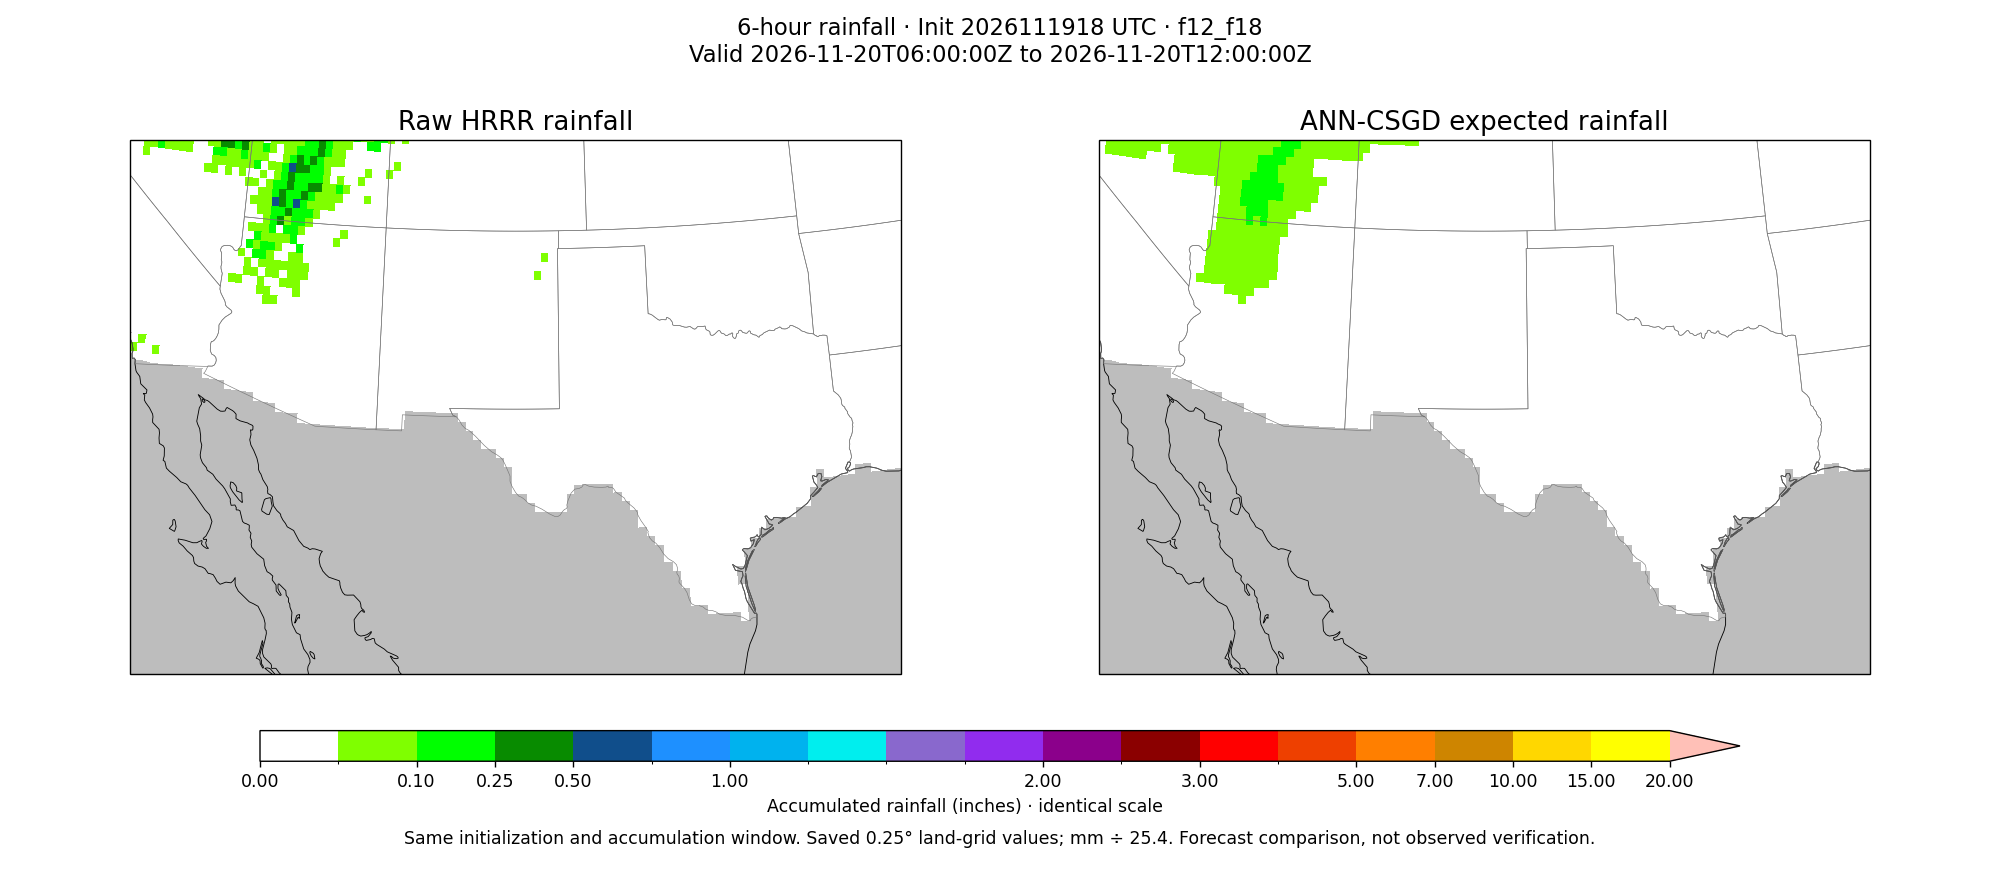 6-hour rainfall · Init 2026111918 UTC · f12_f18
Valid 2026-11-20T06:00:00Z to 2026-11-20T12:00:00Z
Raw HRRR rainfall
ANN-CSGD expected rainfall
0.00 0.10 0.25 0.50 1.00 2.00 3.00 5.00 7.00 10.00 15.00 20.00
Accumulated rainfall (inches) · identical scale
Same initialization and accumulation window. Saved 0.25° land-grid values; mm ÷ 25.4. Forecast comparison, not observed verification.